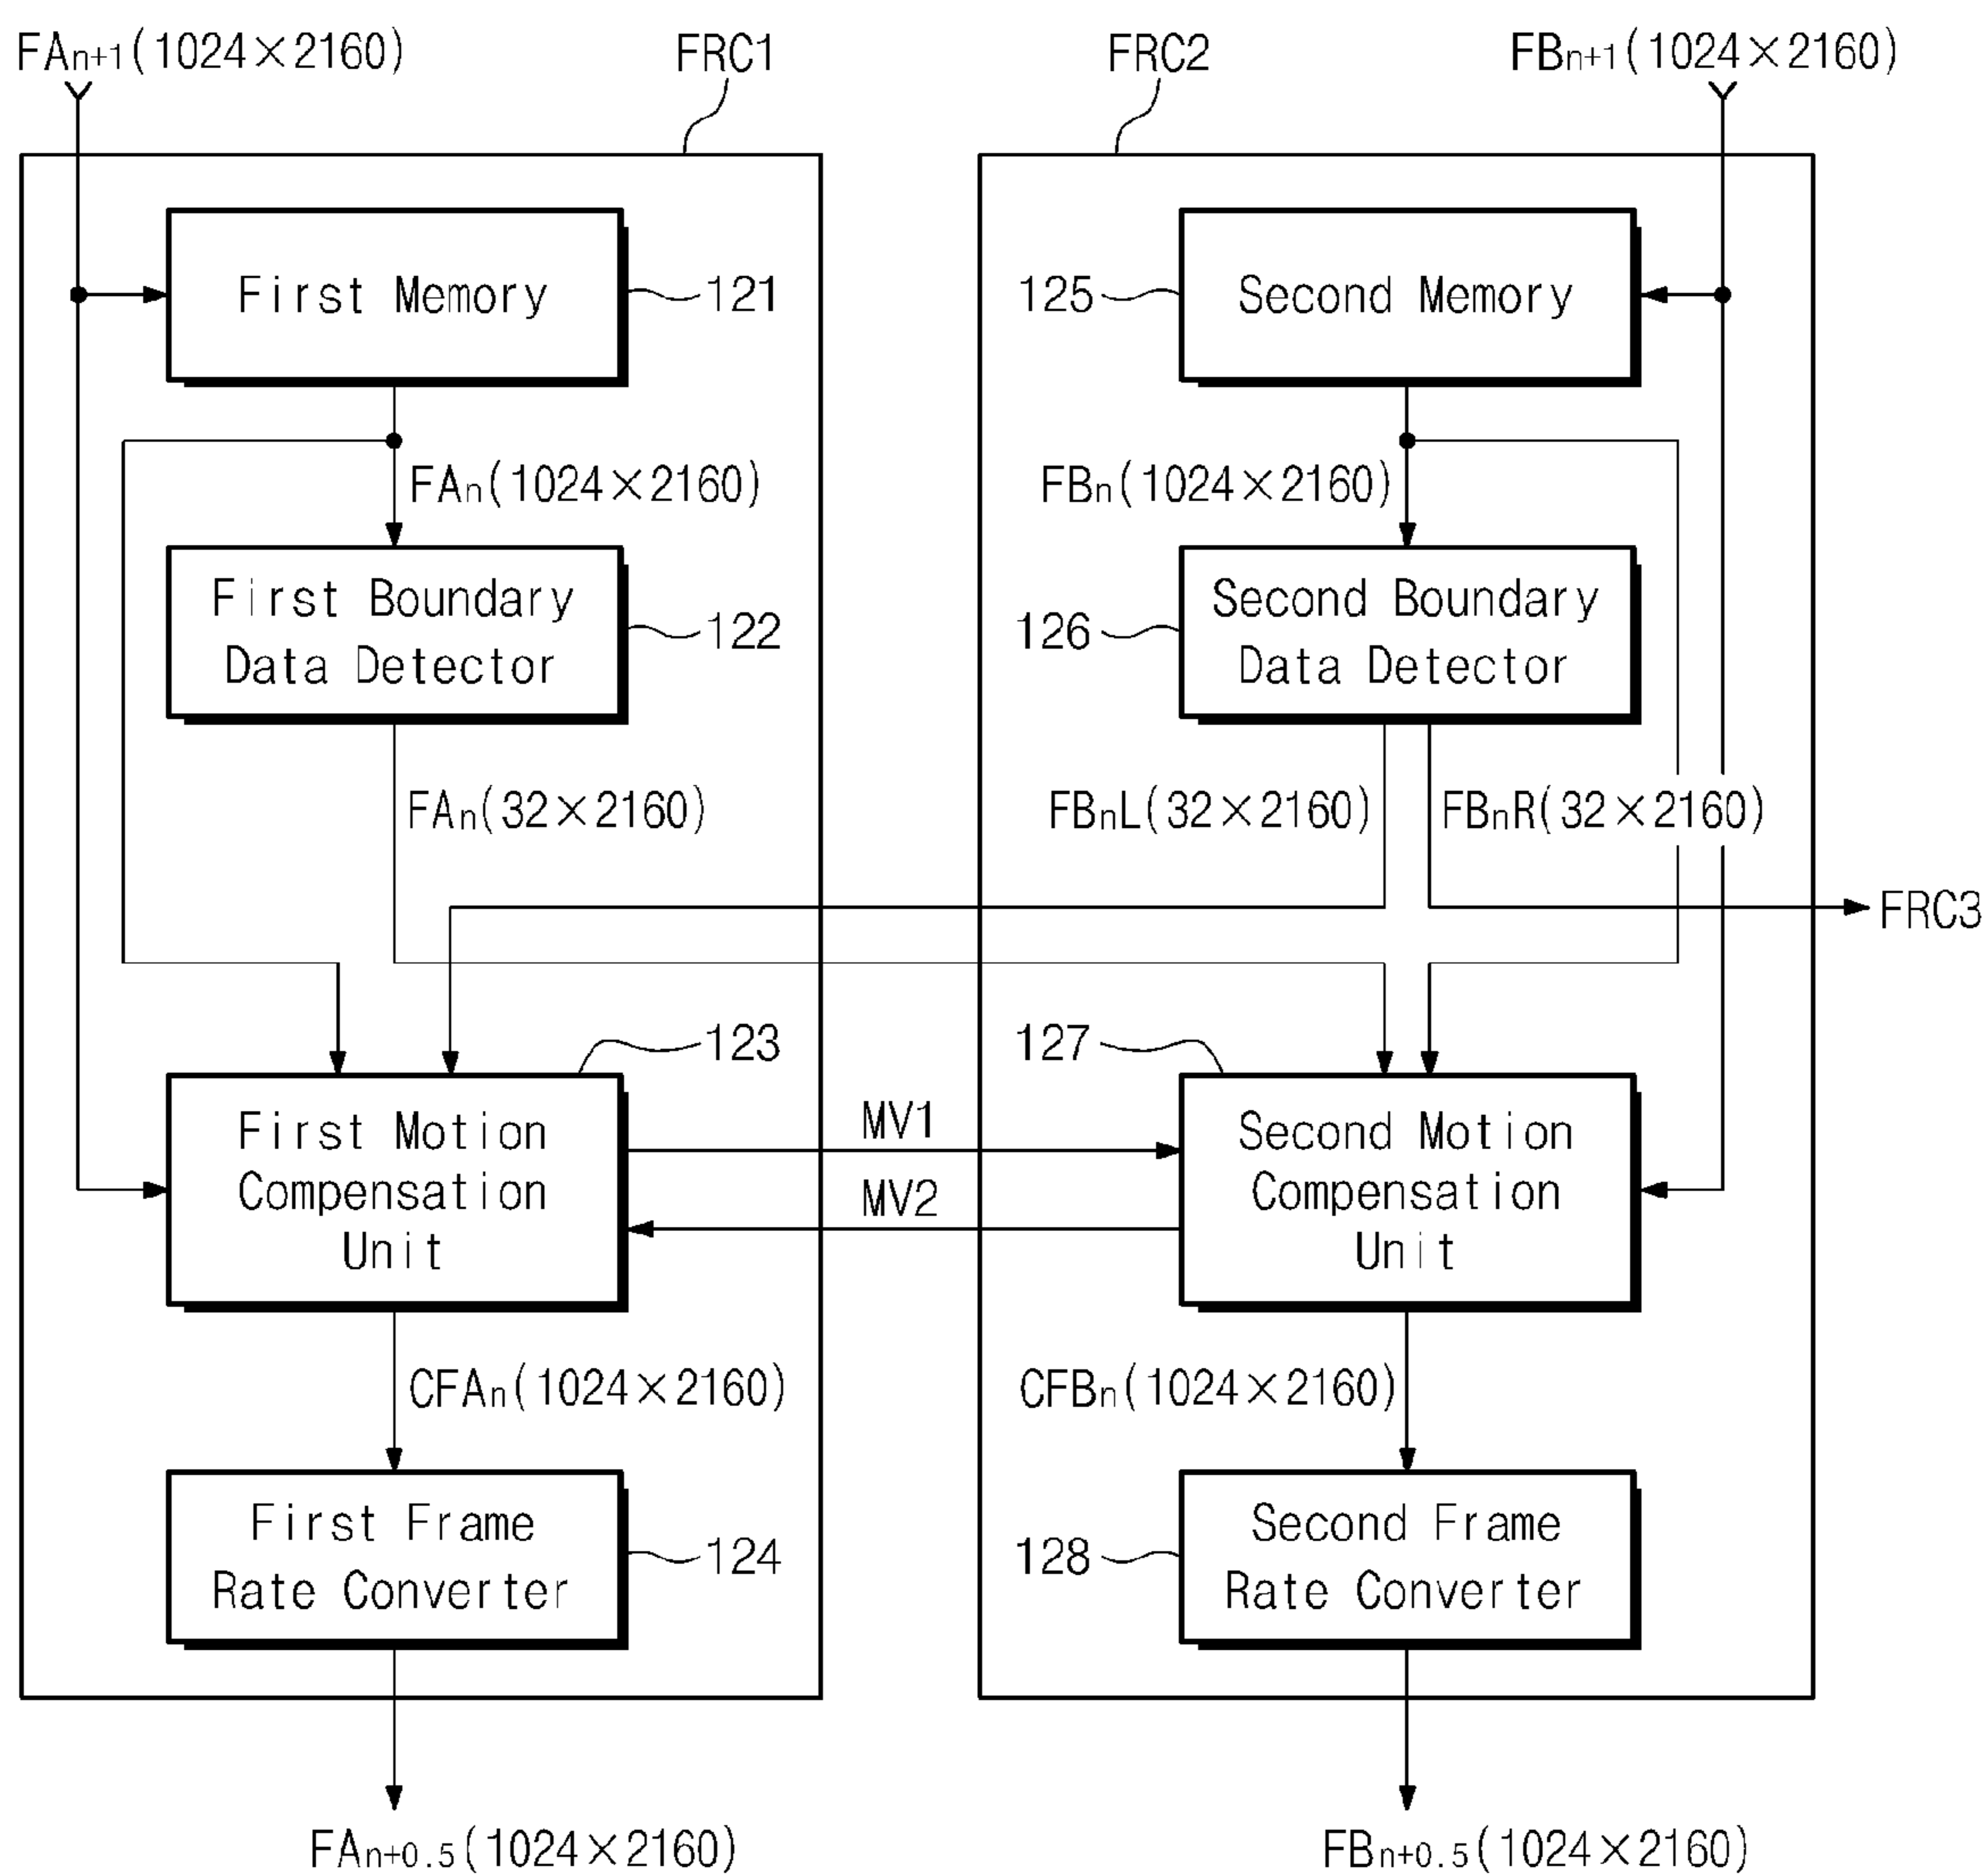 FAn+1(1024×2160)
FRC1
FRC2
FBn+1(1024×2160)
First Memory
121
125
Second Memory
FAn(1024×2160)
FBn(1024×2160)
First Boundary
Data Detector
122
126
Second Boundary
Data Detector
FAn(32×2160)
FBnL(32×2160)
FBnR(32×2160)
FRC3
123
127
First Motion
Compensation
Unit
MV1
MV2
Second Motion
Compensation
Unit
CFAn(1024×2160)
CFBn(1024×2160)
First Frame
Rate Converter
124
128
Second Frame
Rate Converter
FAn+0.5(1024×2160)
FBn+0.5(1024×2160)